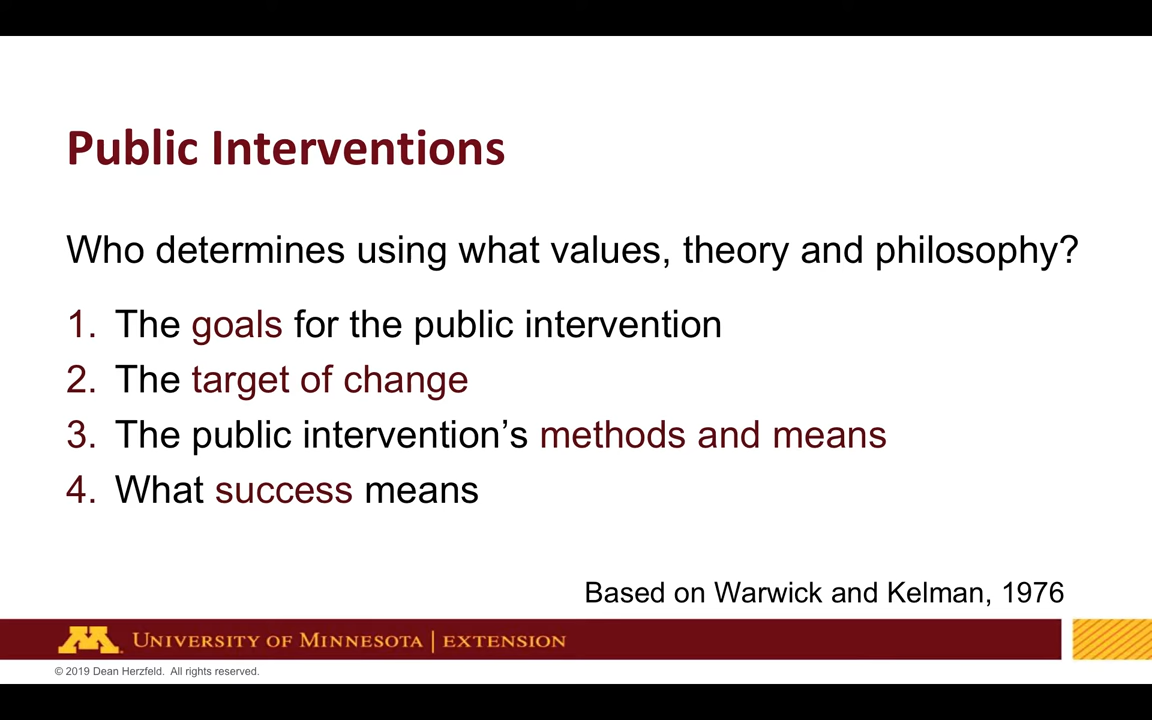 Public Interventions
Who determines using what values, theory and philosophy?
1. The goals for the public intervention
2. The target of change
3. The public intervention’s methods and means
4. What success means
Based on Warwick and Kelman, 1976
M. UNIVERSITY OF MINNESOTA | EXTENSION
© 2019 Dean Herzfeld. All rights reserved.